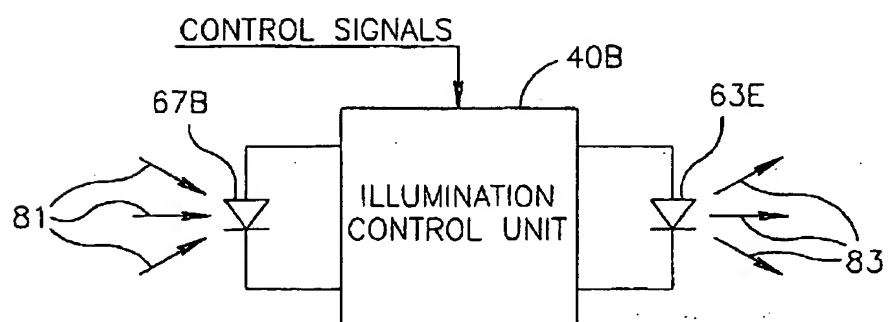 CONTROL SIGNALS
40B
67B
63E
81
ILLUMINATION
CONTROL UNIT
83